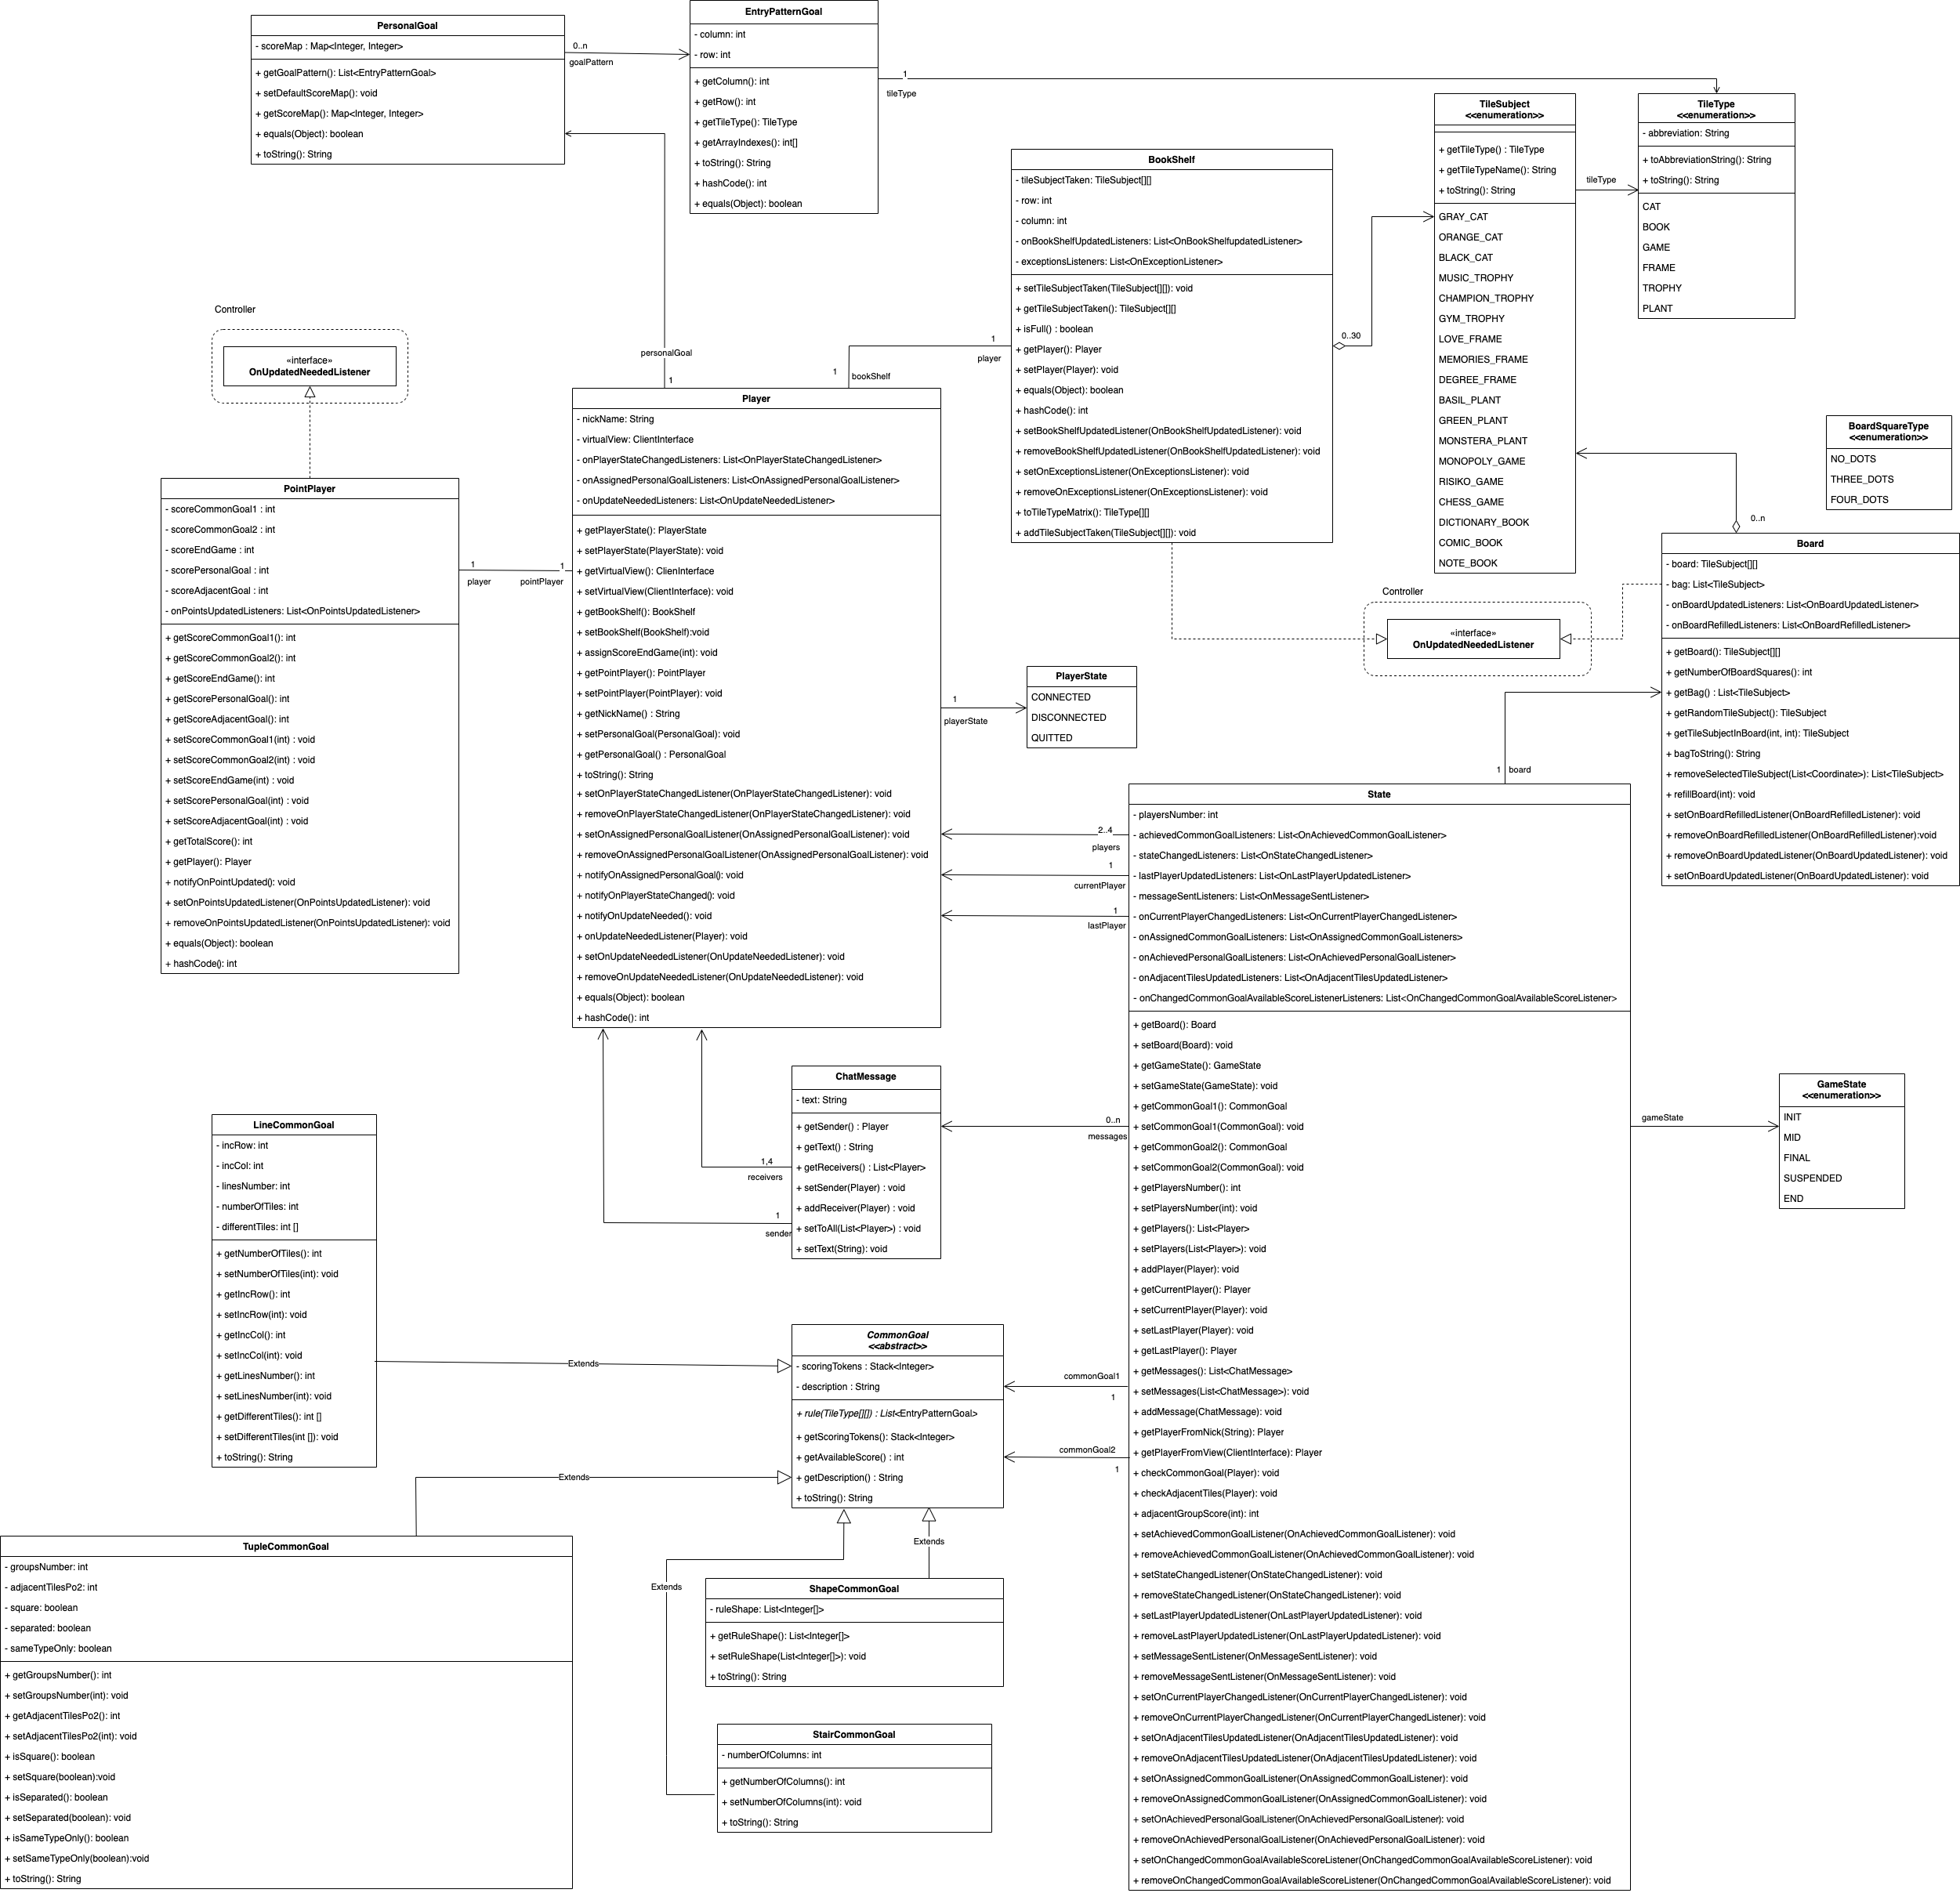 PersonalGoal
- scoreMap : Map<Integer, Integer>
+ getGoalPattern(): List<EntryPatternGoal>
+ setDefaultScoreMap(): void
+ getScoreMap(): Map<Integer, Integer>
+ equals(Object): boolean
+ toString(): String
0..n
goalPattern
EntryPatternGoal
- column: int
- row: int
+ getColumn(): int
+ getRow(): int
+ getTileType(): TileType
+ getArrayIndexes(): int[]
+ toString(): String
+ hashCode(): int
+ equals(Object): boolean
1
tileType
TileSubject
<<enumeration>>
+ getTileType() : TileType
+ getTileTypeName(): String
+ toString(): String
GRAY_CAT
ORANGE_CAT
BLACK_CAT
MUSIC_TROPHY
CHAMPION_TROPHY
GYM_TROPHY
LOVE_FRAME
MEMORIES_FRAME
DEGREE_FRAME
BASIL_PLANT
GREEN_PLANT
MONSTERA_PLANT
MONOPOLY_GAME
RISIKO_GAME
CHESS_GAME
DICTIONARY_BOOK
COMIC_BOOK
NOTE_BOOK
tileType
TileType
<<enumeration>>
- abbreviation: String
+ toAbbreviationString(): String
+ toString(): String
CAT
BOOK
GAME
FRAME
TROPHY
PLANT
BookShelf
- tileSubjectTaken: TileSubject[][]
- row: int
- column: int
- onBookShelfUpdatedListeners: List<OnBookShelfupdatedListener>
- exceptionsListeners: List<OnExceptionListener>
+ setTileSubjectTaken(TileSubject[][]): void
+ getTileSubjectTaken(): TileSubject[][]
+ isFull() : boolean
+ getPlayer(): Player
+ setPlayer(Player): void
+ equals(Object): boolean
+ hashCode(): int
+ setBookShelfUpdatedListener(OnBookShelfUpdatedListener): void
+ removeBookShelfUpdatedListener(OnBookShelfUpdatedListener): void
+ setOnExceptionsListener(OnExceptionsListener): void
+ removeOnExceptionsListener(OnExceptionsListener): void
+ toTileTypeMatrix(): TileType[][]
+ addTileSubjectTaken(TileSubject[][]): void
0..30
1
player
1
bookShelf
personalGoal
1
Controller
«interface»
OnUpdatedNeededListener
PointPlayer
- scoreCommonGoal1 : int
- scoreCommonGoal2 : int
- scoreEndGame : int
- scorePersonalGoal : int
- scoreAdjacentGoal : int
- onPointsUpdatedListeners: List<OnPointsUpdatedListener>
+ getScoreCommonGoal1(): int
+ getScoreCommonGoal2(): int
+ getScoreEndGame(): int
+ getScorePersonalGoal(): int
+ getScoreAdjacentGoal(): int
+ setScoreCommonGoal1(int) : void
+ setScoreCommonGoal2(int) : void
+ setScoreEndGame(int) : void
+ setScorePersonalGoal(int) : void
+ setScoreAdjacentGoal(int) : void
+ getTotalScore(): int
+ getPlayer(): Player
+ notifyOnPointUpdated(): void
+ setOnPointsUpdatedListener(OnPointsUpdatedListener): void
+ removeOnPointsUpdatedListener(OnPointsUpdatedListener): void
+ equals(Object): boolean
+ hashCode(): int
1
player
1
pointPlayer
Player
- nickName: String
- virtualView: ClientInterface
- onPlayerStateChangedListeners: List<OnPlayerStateChangedListener>
- onAssignedPersonalGoalListeners: List<OnAssignedPersonalGoalListener>
- onUpdateNeededListeners: List<OnUpdateNeededListener>
+ getPlayerState(): PlayerState
+ setPlayerState(PlayerState): void
+ getVirtualView(): ClienInterface
+ setVirtualView(ClientInterface): void
+ getBookShelf(): BookShelf
+ setBookShelf(BookShelf):void
+ assignScoreEndGame(int): void
+ getPointPlayer(): PointPlayer
+ setPointPlayer(PointPlayer): void
+ getNickName() : String
+ setPersonalGoal(PersonalGoal): void
+ getPersonalGoal() : PersonalGoal
+ toString(): String
+ setOnPlayerStateChangedListener(OnPlayerStateChangedListener): void
+ removeOnPlayerStateChangedListener(OnPlayerStateChangedListener): void
+ setOnAssignedPersonalGoalListener(OnAssignedPersonalGoalListener): void
+ removeOnAssignedPersonalGoalListener(OnAssignedPersonalGoalListener): void
+ notifyOnAssignedPersonalGoal(): void
+ notifyOnPlayerStateChanged(): void
+ notifyOnUpdateNeeded(): void
+ onUpdateNeededListener(Player): void
+ setOnUpdateNeededListener(OnUpdateNeededListener): void
+ removeOnUpdateNeededListener(OnUpdateNeededListener): void
+ equals(Object): boolean
+ hashCode(): int
1
playerState
PlayerState
CONNECTED
DISCONNECTED
QUITTED
BoardSquareType
<<enumeration>>
NO_DOTS
THREE_DOTS
FOUR_DOTS
0..n
Board
- board: TileSubject[][]
- bag: List<TileSubject>
- onBoardUpdatedListeners: List<OnBoardUpdatedListener>
- onBoardRefilledListeners: List<OnBoardRefilledListener>
+ getBoard(): TileSubject[][]
+ getNumberOfBoardSquares(): int
+ getBag() : List<TileSubject>
+ getRandomTileSubject(): TileSubject
+ getTileSubjectInBoard(int, int): TileSubject
+ bagToString(): String
+ removeSelectedTileSubject(List<Coordinate>): List<TileSubject>
+ refillBoard(int): void
+ setOnBoardRefilledListener(OnBoardRefilledListener): void
+ removeOnBoardRefilledListener(OnBoardRefilledListener):void
+ removeOnBoardUpdatedListener(OnBoardUpdatedListener): void
+ setOnBoardUpdatedListener(OnBoardUpdatedListener): void
Controller
«interface»
OnUpdatedNeededListener
1
board
State
- playersNumber: int
- achievedCommonGoalListeners: List<OnAchievedCommonGoalListener>
- stateChangedListeners: List<OnStateChangedListener>
- lastPlayerUpdatedListeners: List<OnLastPlayerUpdatedListener>
- messageSentListeners: List<OnMessageSentListener>
- onCurrentPlayerChangedListeners: List<OnCurrentPlayerChangedListener>
- onAssignedCommonGoalListeners: List<OnAssignedCommonGoalListeners>
- onAchievedPersonalGoalListeners: List<OnAchievedPersonalGoalListener>
- onAdjacentTilesUpdatedListeners: List<OnAdjacentTilesUpdatedListener>
- onChangedCommonGoalAvailableScoreListenerListeners: List<OnChangedCommonGoalAvailableScoreListener>
+ getBoard(): Board
+ setBoard(Board): void
+ getGameState(): GameState
+ setGameState(GameState): void
+ getCommonGoal1(): CommonGoal
+ setCommonGoal1(CommonGoal): void
+ getCommonGoal2(): CommonGoal
+ setCommonGoal2(CommonGoal): void
+ getPlayersNumber(): int
+ setPlayersNumber(int): void
+ getPlayers(): List<Player>
+ setPlayers(List<Player>): void
+ addPlayer(Player): void
+ getCurrentPlayer(): Player
+ setCurrentPlayer(Player): void
+ setLastPlayer(Player): void
+ getLastPlayer(): Player
+ getMessages(): List<ChatMessage>
+ setMessages(List<ChatMessage>): void
+ addMessage(ChatMessage): void
+ getPlayerFromNick(String): Player
+ getPlayerFromView(ClientInterface): Player
+ checkCommonGoal(Player): void
+ checkAdjacentTiles(Player): void
+ adjacentGroupScore(int): int
+ setAchievedCommonGoalListener(OnAchievedCommonGoalListener): void
+ removeAchievedCommonGoalListener(OnAchievedCommonGoalListener): void
+ setStateChangedListener(OnStateChangedListener): void
+ removeStateChangedListener(OnStateChangedListener): void
+ setLastPlayerUpdatedListener(OnLastPlayerUpdatedListener): void
+ removeLastPlayerUpdatedListener(OnLastPlayerUpdatedListener): void
+ setMessageSentListener(OnMessageSentListener): void
+ removeMessageSentListener(OnMessageSentListener): void
+ setOnCurrentPlayerChangedListener(OnCurrentPlayerChangedListener): void
+ removeOnCurrentPlayerChangedListener(OnCurrentPlayerChangedListener): void
+ setOnAdjacentTilesUpdatedListener(OnAdjacentTilesUpdatedListener): void
+ removeOnAdjacentTilesUpdatedListener(OnAdjacentTilesUpdatedListener): void
+ setOnAssignedCommonGoalListener(OnAssignedCommonGoalListener): void
+ removeOnAssignedCommonGoalListener(OnAssignedCommonGoalListener): void
+ setOnAchievedPersonalGoalListener(OnAchievedPersonalGoalListener): void
+ removeOnAchievedPersonalGoalListener(OnAchievedPersonalGoalListener): void
+ setOnChangedCommonGoalAvailableScoreListener(OnChangedCommonGoalAvailableScoreListener): void
+ removeOnChangedCommonGoalAvailableScoreListener(OnChangedCommonGoalAvailableScoreListener): void
2..4
players
1
currentPlayer
1
lastPlayer
0..n
messages
commonGoal1
1
commonGoal2
1
gameState
GameState
<<enumeration>>
INIT
MID
FINAL
SUSPENDED
END
ChatMessage
- text: String
+ getSender() : Player
+ getText() : String
+ getReceivers() : List<Player>
+ setSender(Player) : void
+ addReceiver(Player) : void
+ setToAll(List<Player>) : void
+ setText(String): void
1,4
receivers
1
sender
LineCommonGoal
- incRow: int
- incCol: int
- linesNumber: int
- numberOfTiles: int
- differentTiles: int []
+ getNumberOfTiles(): int
+ setNumberOfTiles(int): void
+ getIncRow(): int
+ setIncRow(int): void
+ getIncCol(): int
+ setIncCol(int): void
+ getLinesNumber(): int
+ setLinesNumber(int): void
+ getDifferentTiles(): int []
+ setDifferentTiles(int []): void
+ toString(): String
Extends
CommonGoal
<<abstract>>
- scoringTokens : Stack<Integer>
- description : String
+ rule(TileType[][]) : List<EntryPatternGoal>
+ getScoringTokens(): Stack<Integer>
+ getAvailableScore() : int
+ getDescription() : String
+ toString(): String
Extends
TupleCommonGoal
- groupsNumber: int
- adjacentTilesPo2: int
- square: boolean
- separated: boolean
- sameTypeOnly: boolean
+ getGroupsNumber(): int
+ setGroupsNumber(int): void
+ getAdjacentTilesPo2(): int
+ setAdjacentTilesPo2(int): void
+ isSquare(): boolean
+ setSquare(boolean):void
+ isSeparated(): boolean
+ setSeparated(boolean): void
+ isSameTypeOnly(): boolean
+ setSameTypeOnly(boolean):void
+ toString(): String
Extends
Extends
ShapeCommonGoal
- ruleShape: List<Integer[]>
+ getRuleShape(): List<Integer[]>
+ setRuleShape(List<Integer[]>): void
+ toString(): String
StairCommonGoal
- numberOfColumns: int
+ getNumberOfColumns(): int
+ setNumberOfColumns(int): void
+ toString(): String